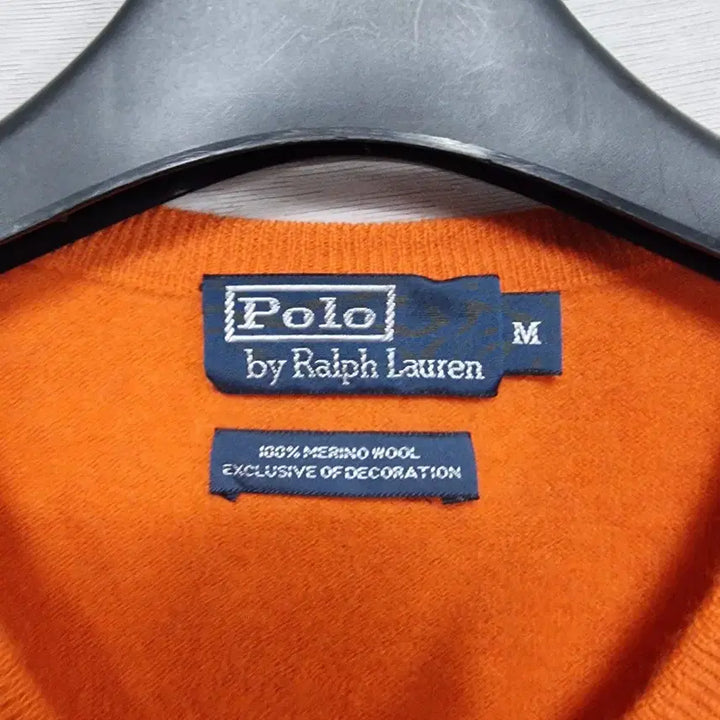 Polo
by Ralph Lauren
M
100% MERINO WOOL
EXCLUSIVE OF DECORATION